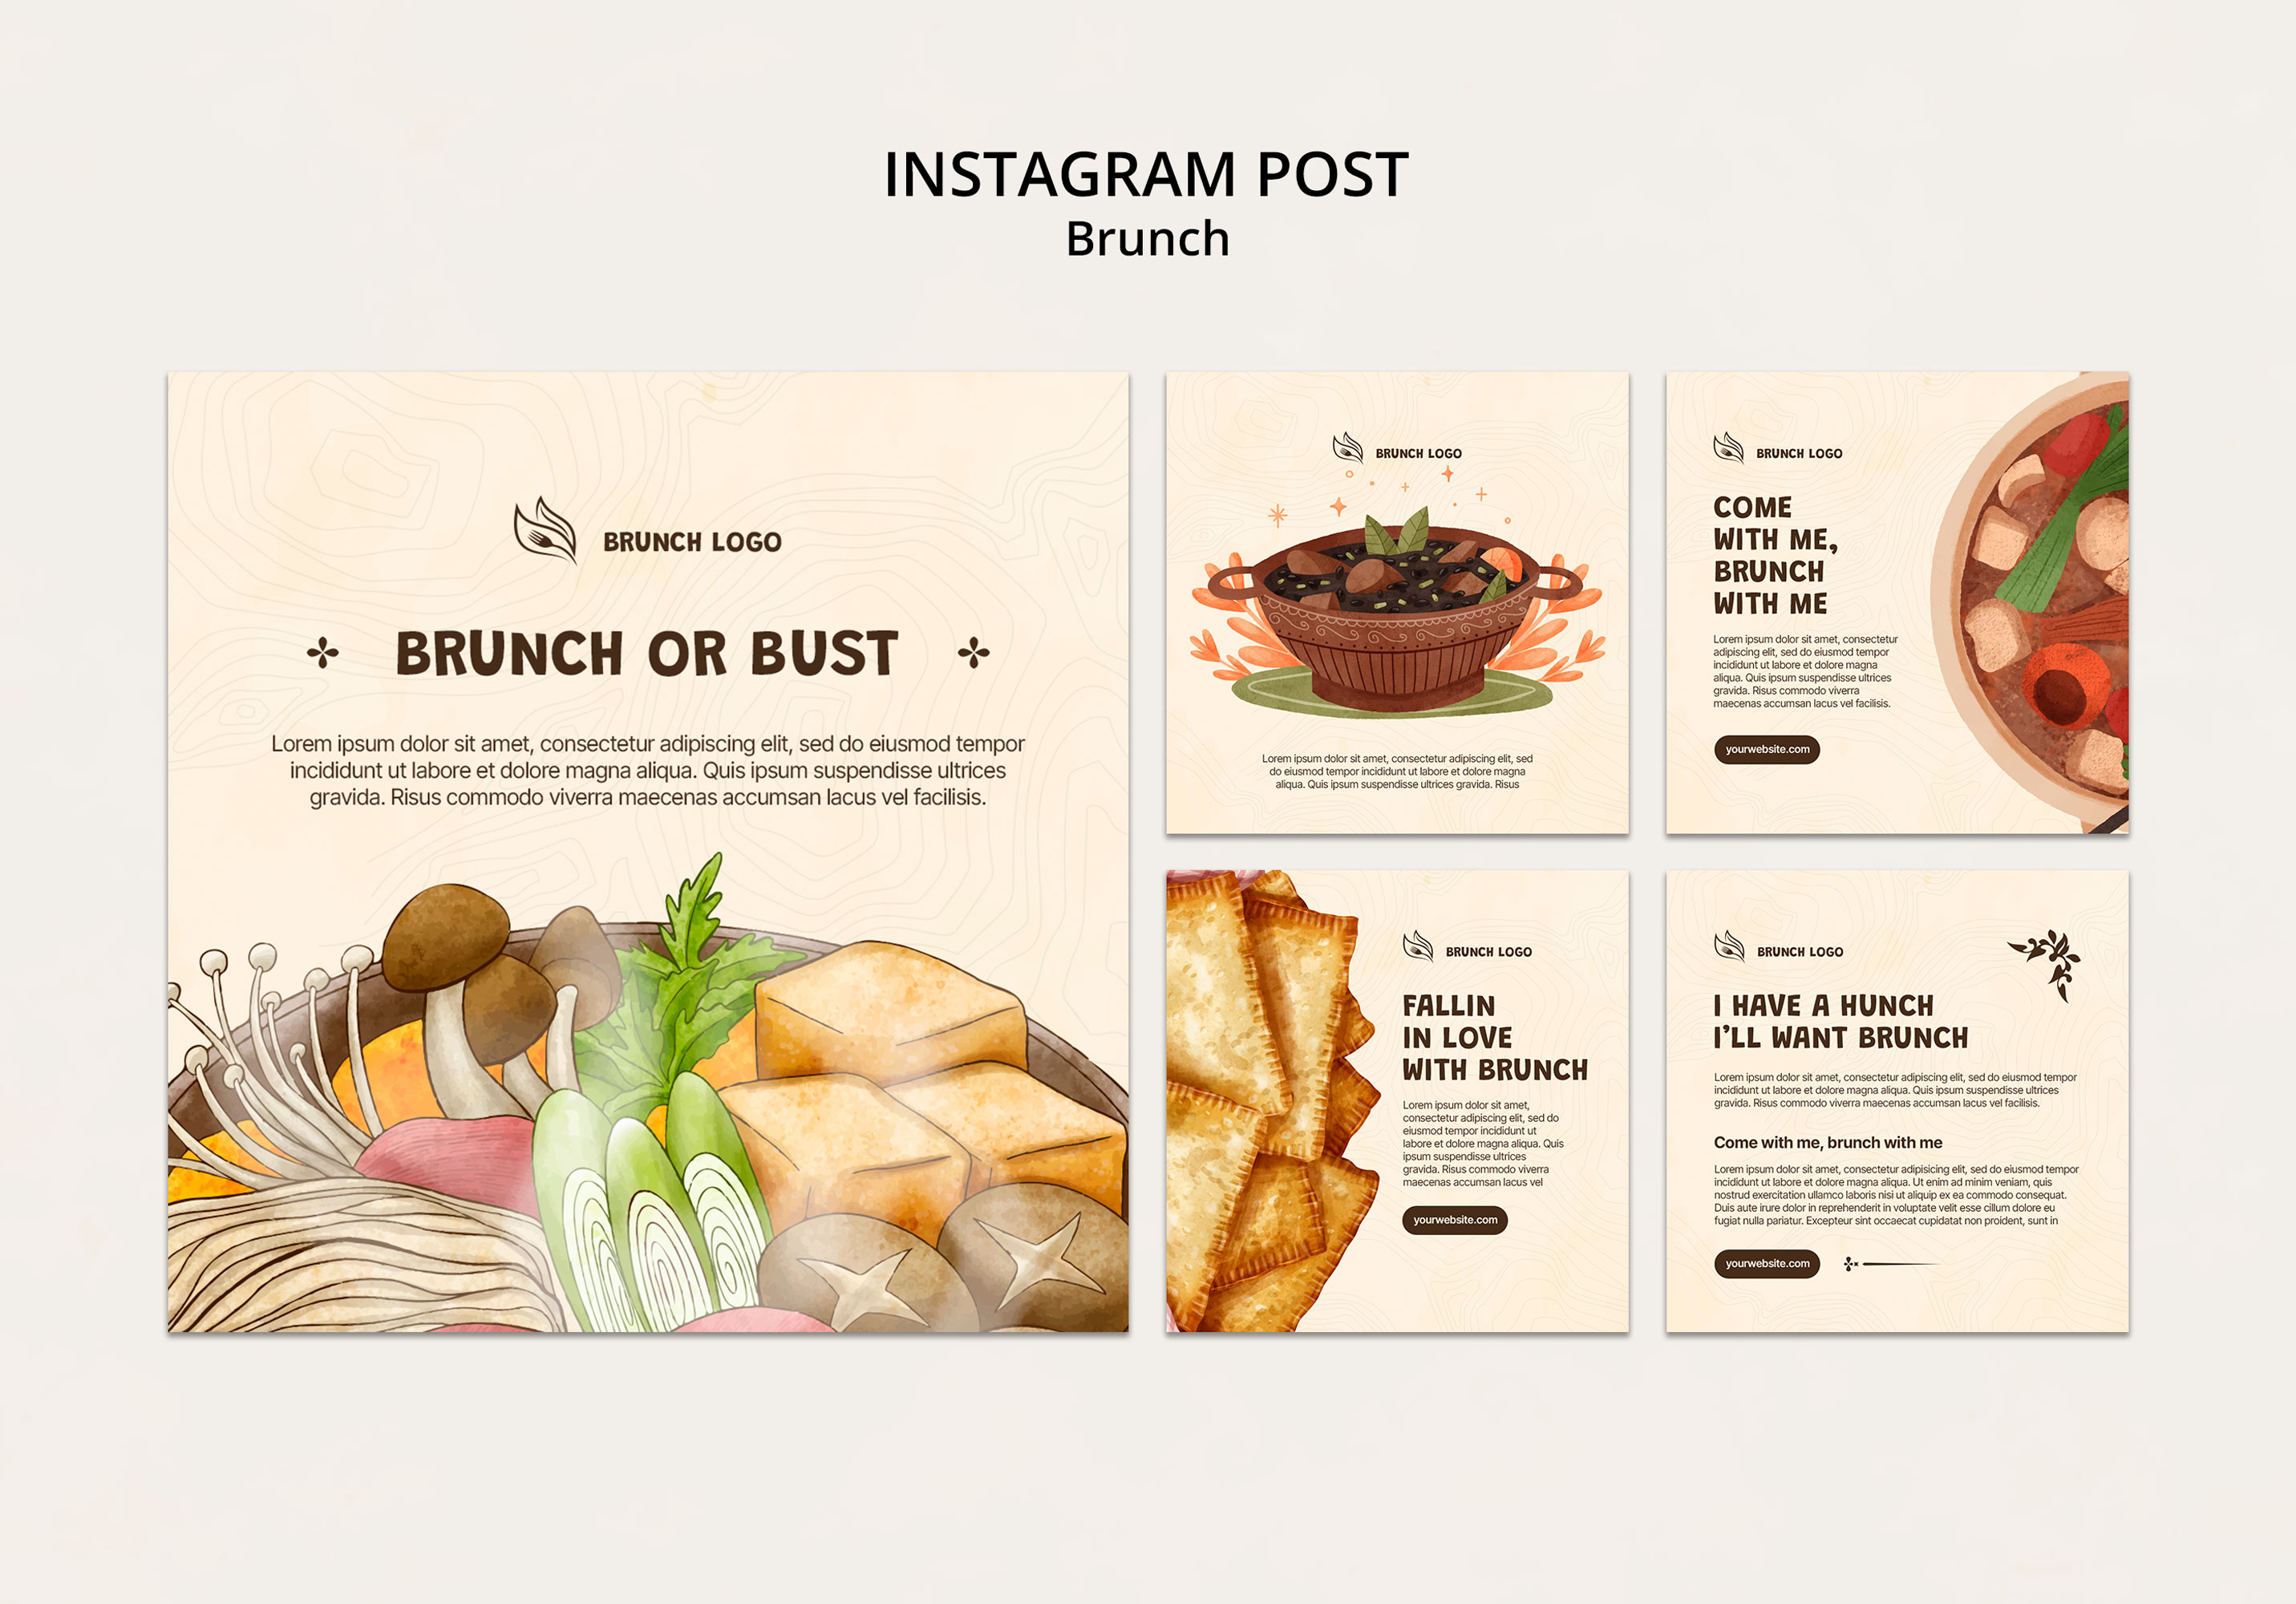 INSTAGRAM POST
Brunch
BRUNCH LOGO
BRUNCH OR BUST
Lorem ipsum dolor sit amet, consectetur adipiscing elit, sed do eiusmod tempor
incididunt ut labore et dolore magna aliqua. Quis ipsum suspendisse ultrices
gravida. Risus commodo viverra maecenas accumsan lacus vel facilisis.
BRUNCH LOGO
Lorem ipsum dolor sit amet, consectetur adipiscing elit, sed
do eiusmod tempor incididunt ut labore et dolore magna
aliqua. Quis ipsum suspendisse ultrices gravida. Risus
BRUNCH LOGO
COME
WITH ME,
BRUNCH
WITH ME
Lorem ipsum dolor sit amet, consectetur
adipiscing elit, sed do eiusmod tempor
incididunt ut labore et dolore magna
aliqua. Quis ipsum suspendisse ultrices
gravida. Risus commodo viverra
maecenas accumsan lacus vel facilisis.
yourwebsite.com
BRUNCH LOGO
FALLIN
IN LOVE
WITH BRUNCH
Lorem ipsum dolor sit amet,
consectetur adipiscing elit, sed do
eiusmod tempor incididunt ut
labore et dolore magna aliqua. Quis
ipsum suspendisse ultrices
gravida. Risus commodo viverra
maecenas accumsan lacus vel
yourwebsite.com
BRUNCH LOGO
I HAVE A HUNCH
I'LL WANT BRUNCH
Lorem ipsum dolor sit amet, consectetur adipiscing elit, sed do eiusmod tempor
incididunt ut labore et dolore magna aliqua. Quis ipsum suspendisse ultrices
gravida. Risus commodo viverra maecenas accumsan lacus vel facilisis.
Come with me, brunch with me
Lorem ipsum dolor sit amet, consectetur adipisicing elit, sed do eiusmod tempor
incididunt ut labore et dolore magna aliqua. Ut enim ad minim veniam, quis
nostrud exercitation ullamco laboris nisi ut aliquip ex ea commodo consequat.
Duis aute irure dolor in reprehenderit in voluptate velit esse cillum dolore eu
fugiat nulla pariatur. Excepteur sint occaecat cupidatat non proident, sunt in
yourwebsite.com